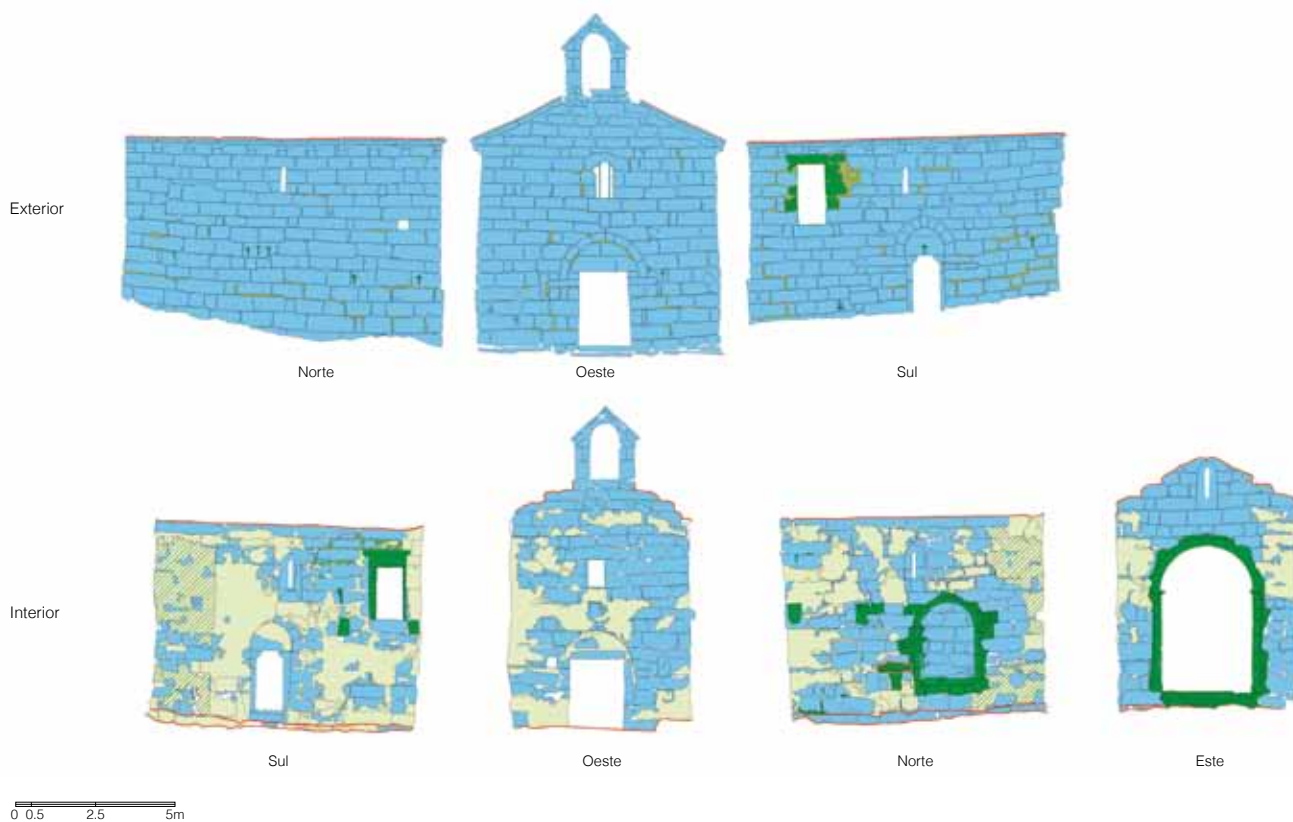 Exterior
Norte
Oeste
Sul
Interior
Sul
Oeste
Norte
Este
0 0.5 2.5 5m